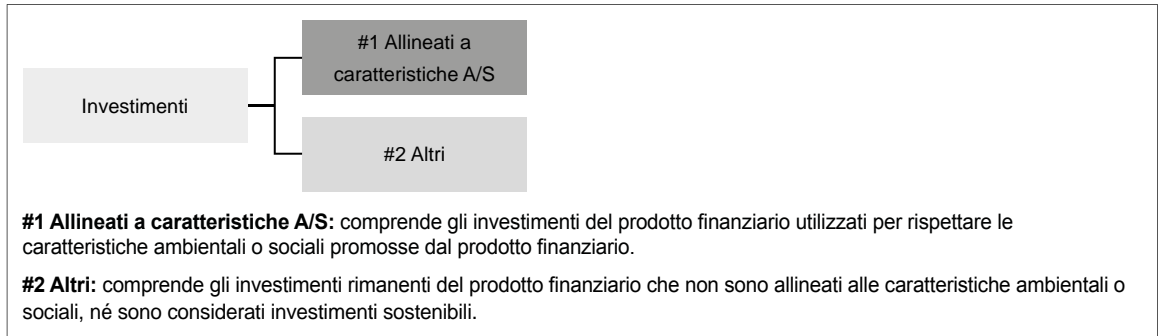 #1 Allineati a
caratteristiche A/S
Investimenti
#2 Altri
#1 Allineati a caratteristiche A/S: comprende gli investimenti del prodotto finanziario utilizzati per rispettare le
caratteristiche ambientali o sociali promosse dal prodotto finanziario.
#2 Altri: comprende gli investimenti rimanenti del prodotto finanziario che non sono allineati alle caratteristiche ambientali o
sociali, né sono considerati investimenti sostenibili.